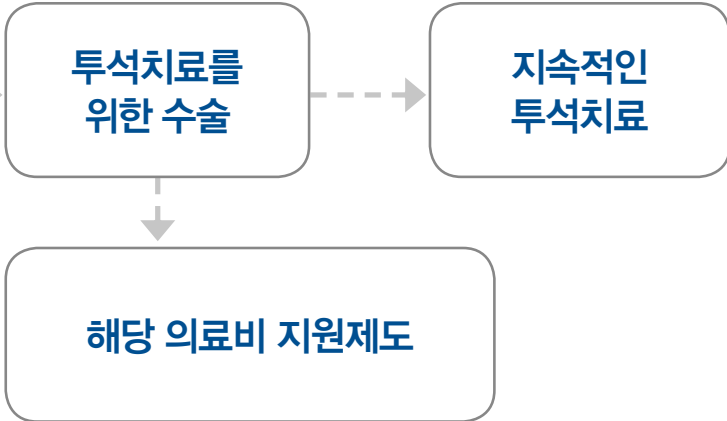 투석치료를
위한 수술
지속적인
투석치료
해당 의료비 지원제도